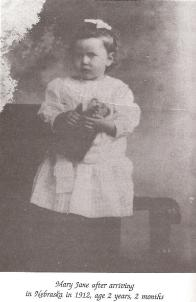 Mary Jane after arriving
in Nebraska in 1912, age 2 years, 2 months